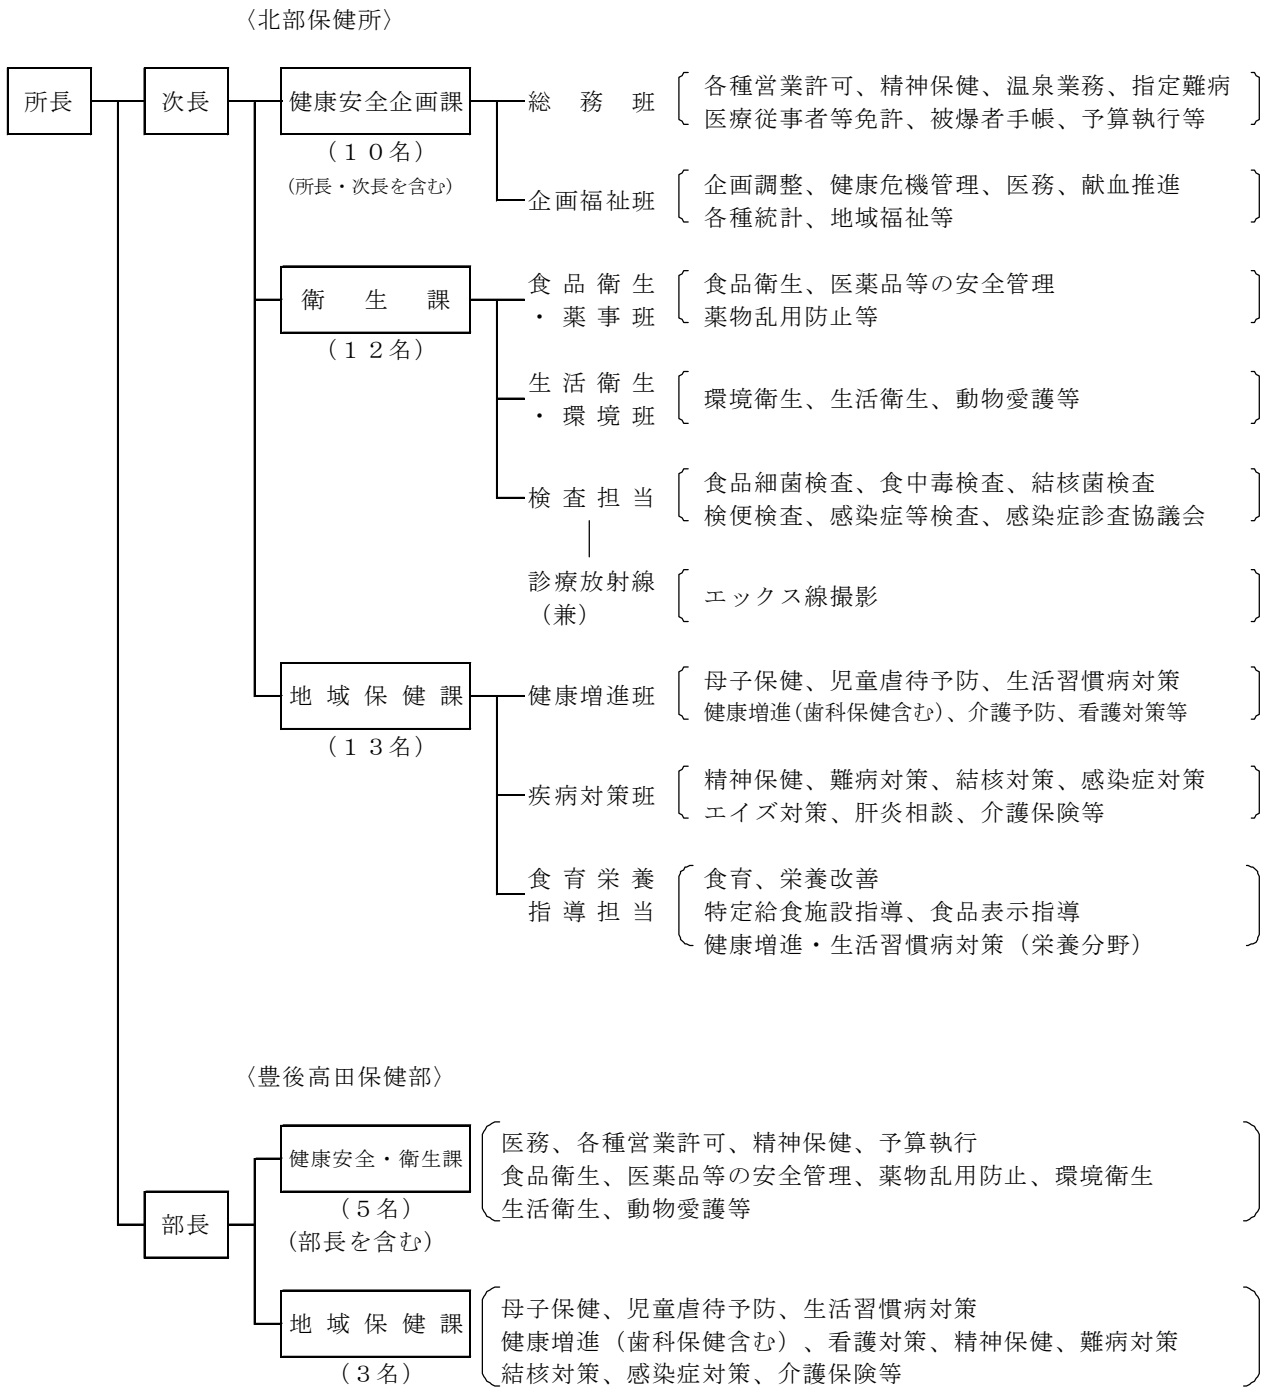 〈北部保健所〉
所長
次長
健康安全企画課
（１０名）
(所長・次長を含む)
総務班
各種営業許可、精神保健、温泉業務、指定難病
医療従事者等免許、被爆者手帳、予算執行等
企画福祉班
企画調整、健康危機管理、医務、献血推進
各種統計、地域福祉等
衛生課
（１２名）
食品衛生
・薬事班
食品衛生、医薬品等の安全管理
薬物乱用防止等
生活衛生
・環境班
環境衛生、生活衛生、動物愛護等
検査担当
食品細菌検査、食中毒検査、結核菌検査
検便検査、感染症等検査、感染症診査協議会
診療放射線
（兼）
エックス線撮影
地域保健課
（１３名）
健康増進班
母子保健、児童虐待予防、生活習慣病対策
健康増進(歯科保健含む)、介護予防、看護対策等
疾病対策班
精神保健、難病対策、結核対策、感染症対策
エイズ対策、肝炎相談、介護保険等
食育栄養
指導担当
食育、栄養改善
特定給食施設指導、食品表示指導
健康増進・生活習慣病対策（栄養分野）
〈豊後高田保健部〉
部長
健康安全・衛生課
（５名）
(部長を含む)
医務、各種営業許可、精神保健、予算執行
食品衛生、医薬品等の安全管理、薬物乱用防止、環境衛生
生活衛生、動物愛護等
地域保健課
（３名）
母子保健、児童虐待予防、生活習慣病対策
健康増進（歯科保健含む）、看護対策、精神保健、難病対策
結核対策、感染症対策、介護保険等